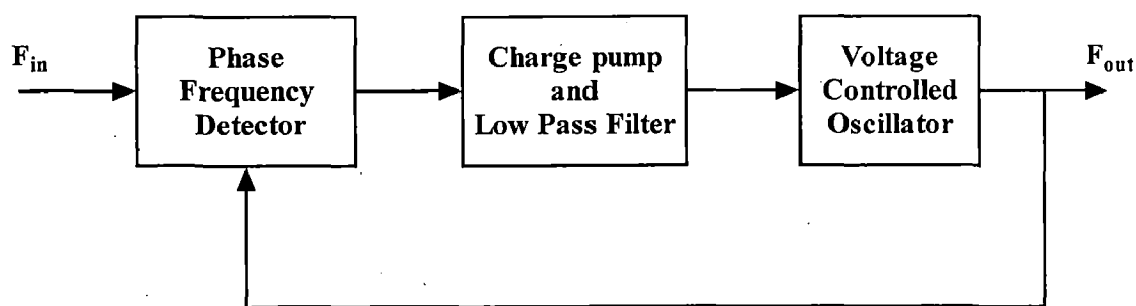 F_in
Phase
Frequency
Detector
Charge pump
and
Low Pass Filter
Voltage
Controlled
Oscillator
F_out